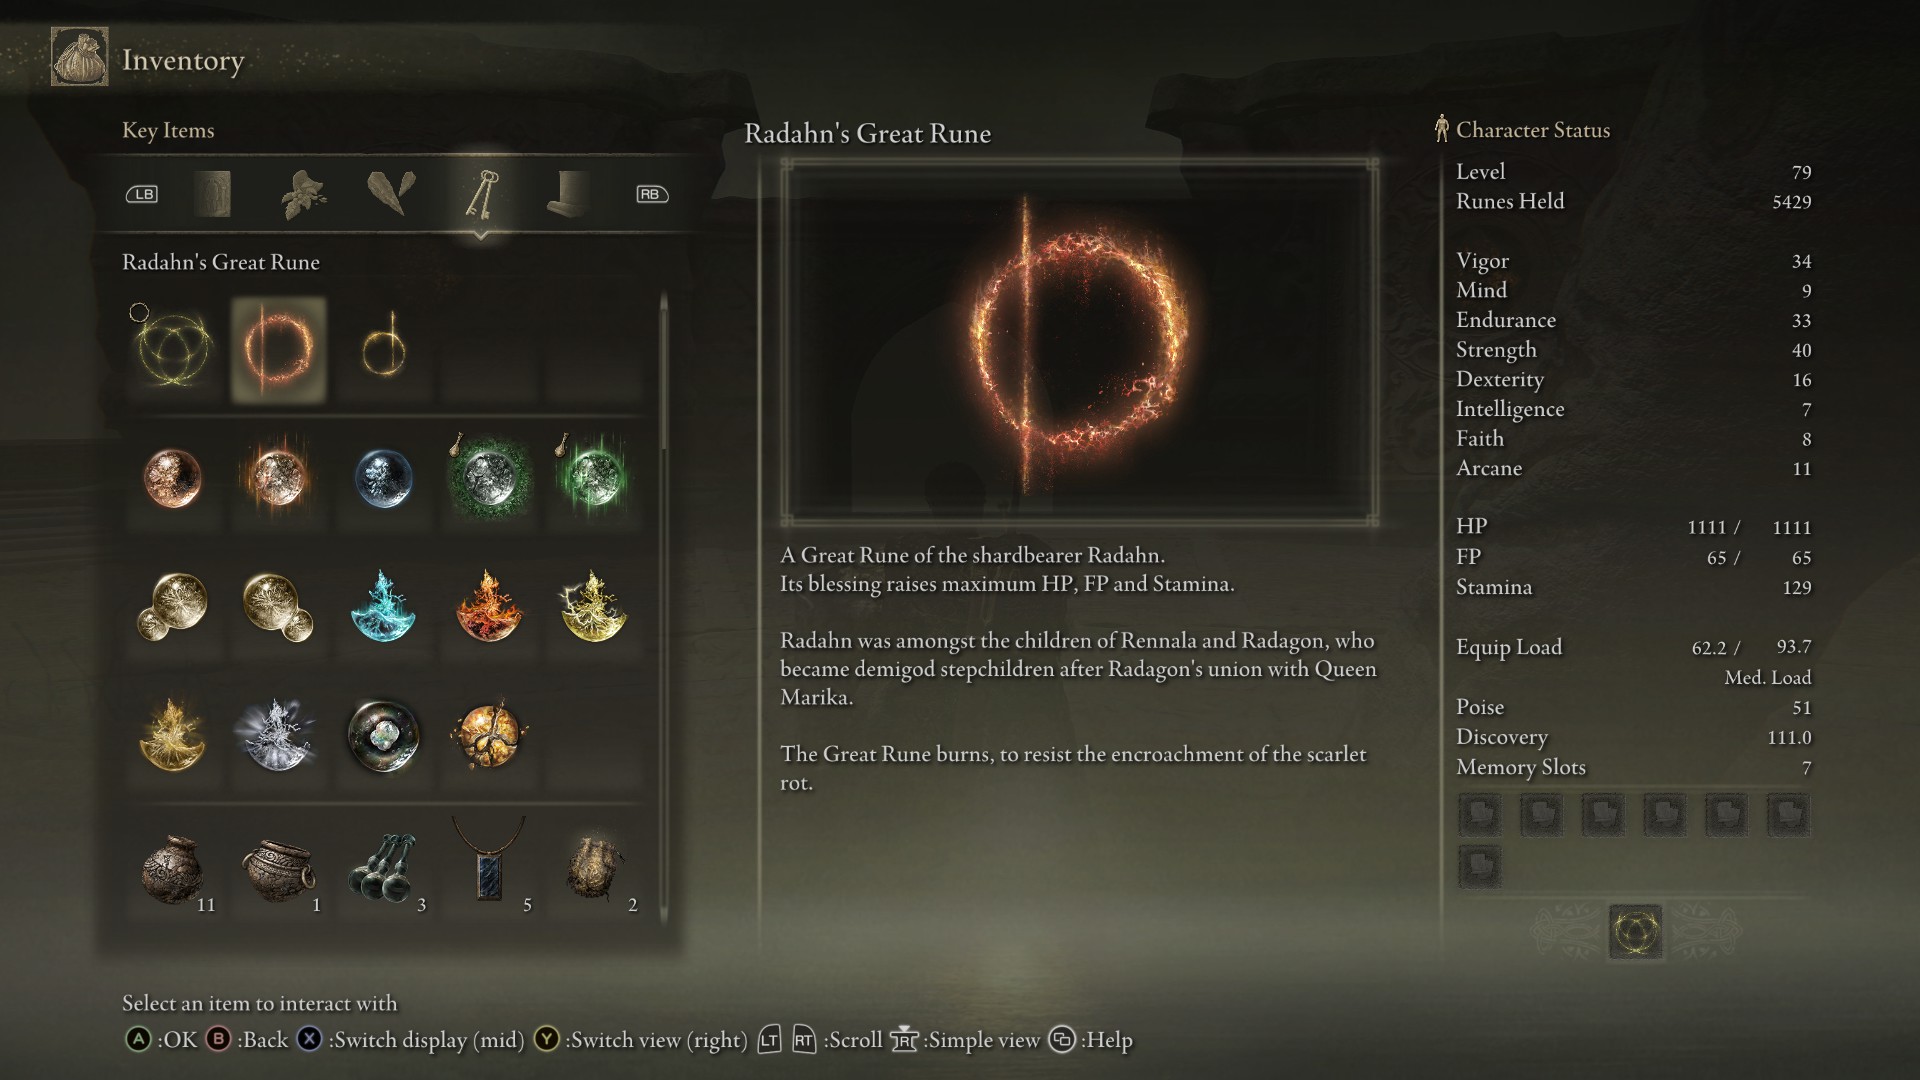 Inventory
Key Items
LB
RB
Radahn's Great Rune
11
1
3
5
2
Radahn's Great Rune
A Great Rune of the shardbearer Radahn.
Its blessing raises maximum HP, FP and Stamina.
Radahn was amongst the children of Rennala and Radagon, who
became demigod stepchildren after Radagon's union with Queen
Marika.
The Great Rune burns, to resist the encroachment of the scarlet
rot.
Character Status
Level 79
Runes Held 5429
Vigor 34
Mind 9
Endurance 33
Strength 40
Dexterity 16
Intelligence 7
Faith 8
Arcane 11
HP 1111 / 1111
FP 65 / 65
Stamina 129
Equip Load 62.2 / 93.7
Med. Load
Poise 51
Discovery 111.0
Memory Slots 7
Select an item to interact with
A :OK B :Back X :Switch display (mid) Y :Switch view (right) LT RT :Scroll R :Simple view :Help